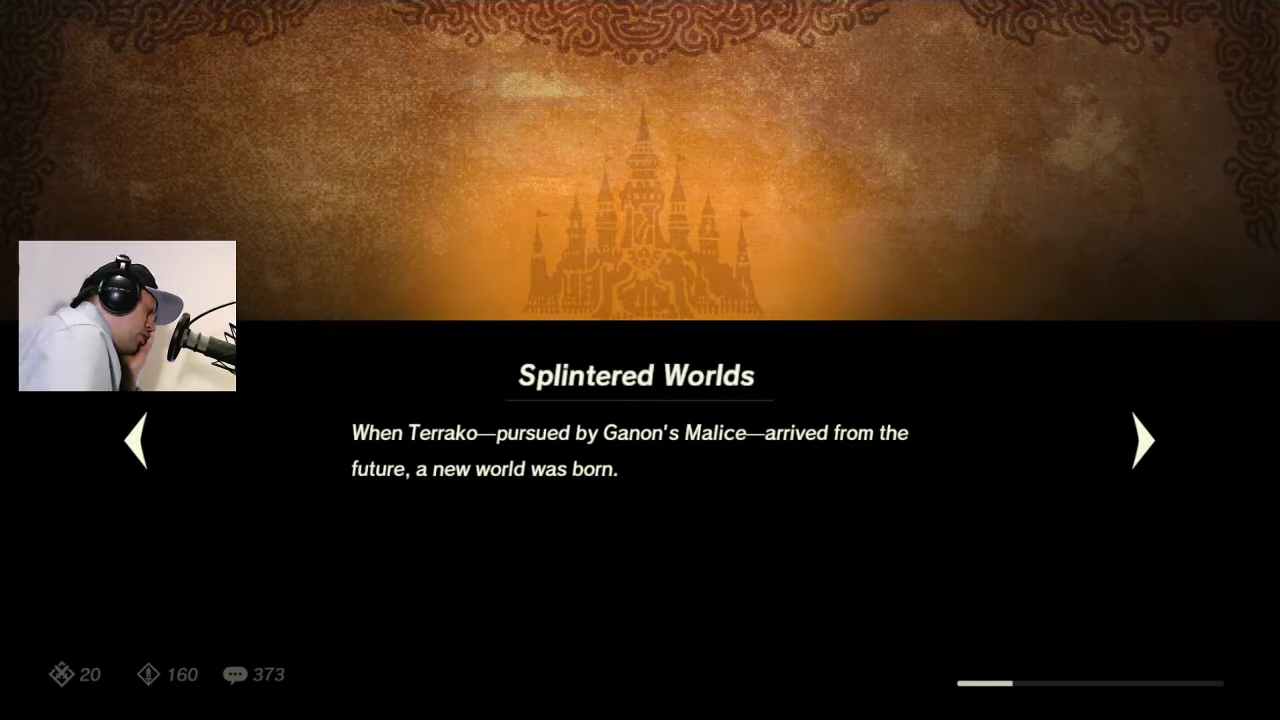 Splintered Worlds
When Terrako—pursued by Ganon's Malice—arrived from the
future, a new world was born.
20 160 373